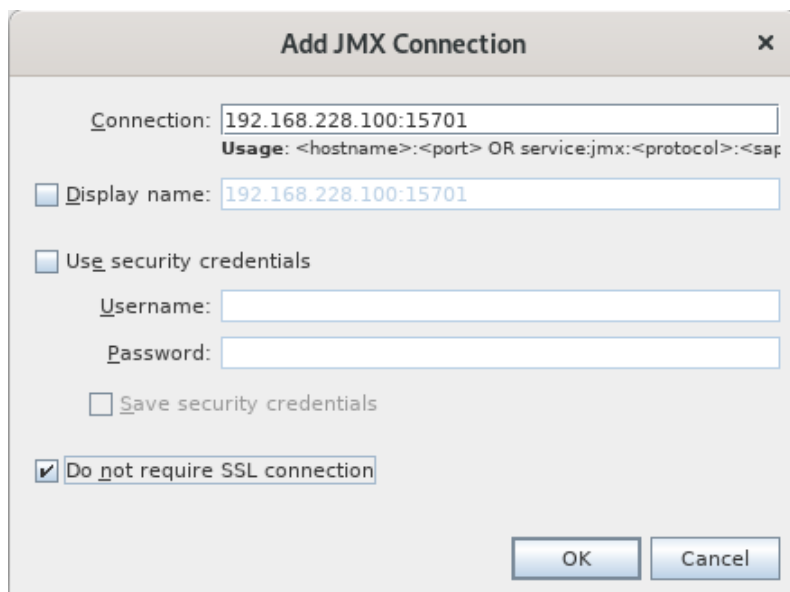 Add JMX Connection
Connection: 192.168.228.100:15701
Usage: <hostname>:<port> OR service:jmx:<protocol>:<sap
Display name: 192.168.228.100:15701
Use security credentials
Username:
Password:
Save security credentials
Do not require SSL connection
OK Cancel